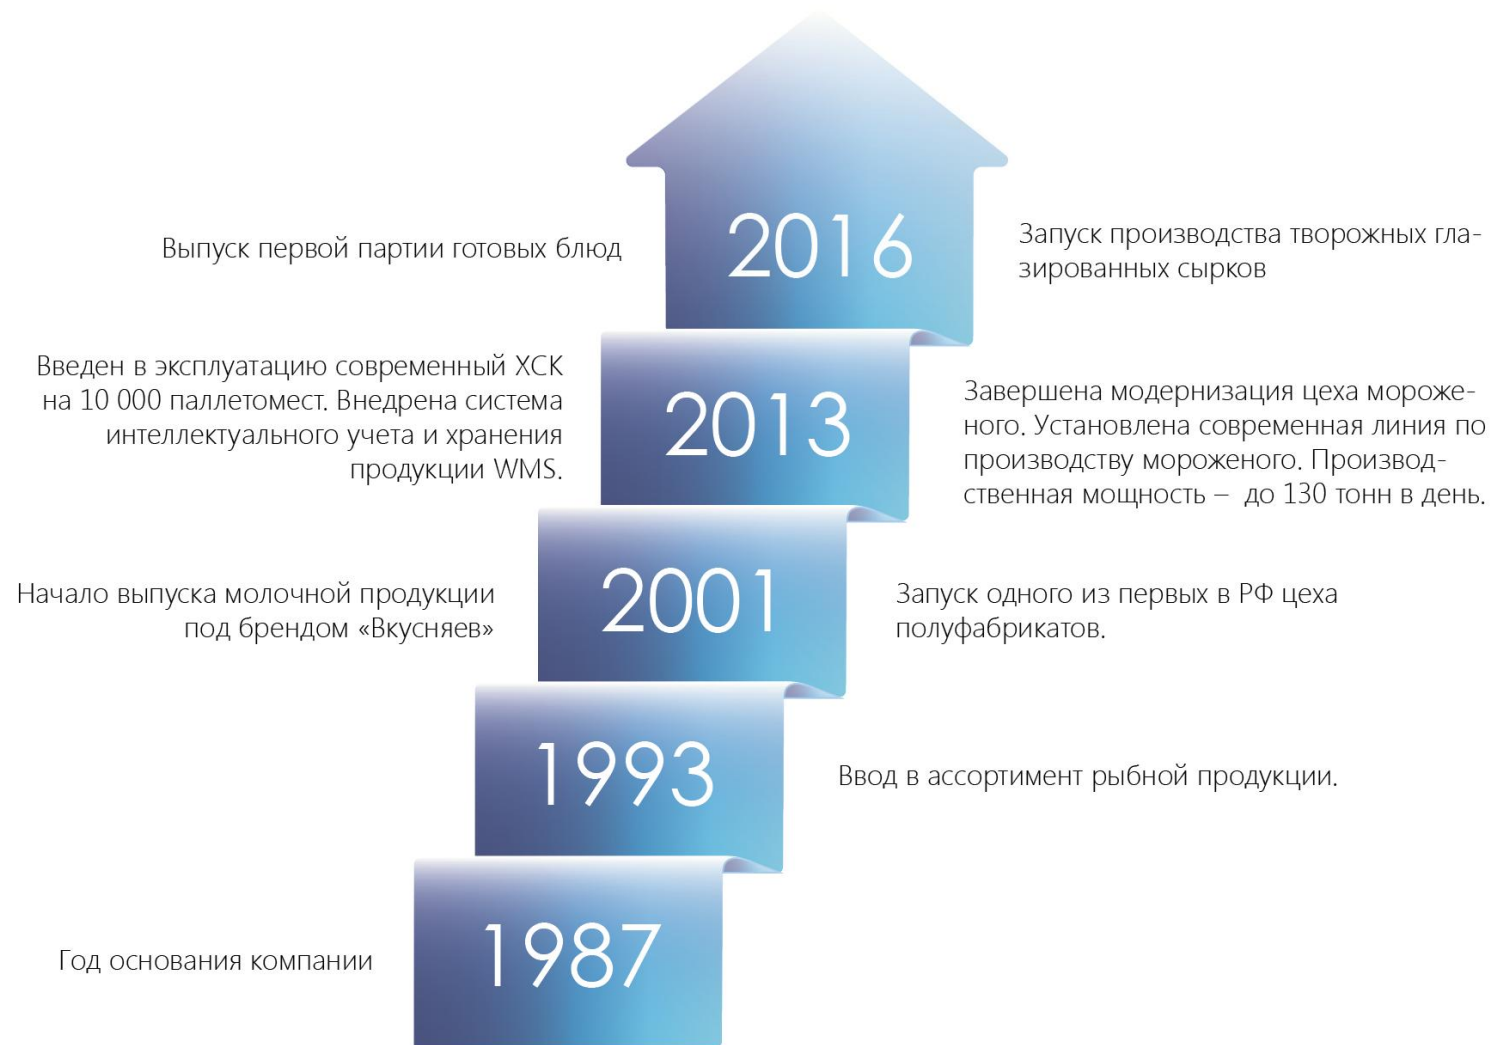 2016
Выпуск первой партии готовых блюд
Запуск производства творожных гла-
зированных сырков
Введен в эксплуатацию современный ХСК
на 10 000 паллетомест. Внедрена система
интеллектуального учета и хранения
продукции WMS.
2013
Завершена модернизация цеха мороже-
ного. Установлена современная линия по
производству мороженого. Производ-
ственная мощность – до 130 тонн в день.
Начало выпуска молочной продукции
под брендом «Вкусняев»
2001
Запуск одного из первых в РФ цеха
полуфабрикатов.
1993
Ввод в ассортимент рыбной продукции.
Год основания компании
1987